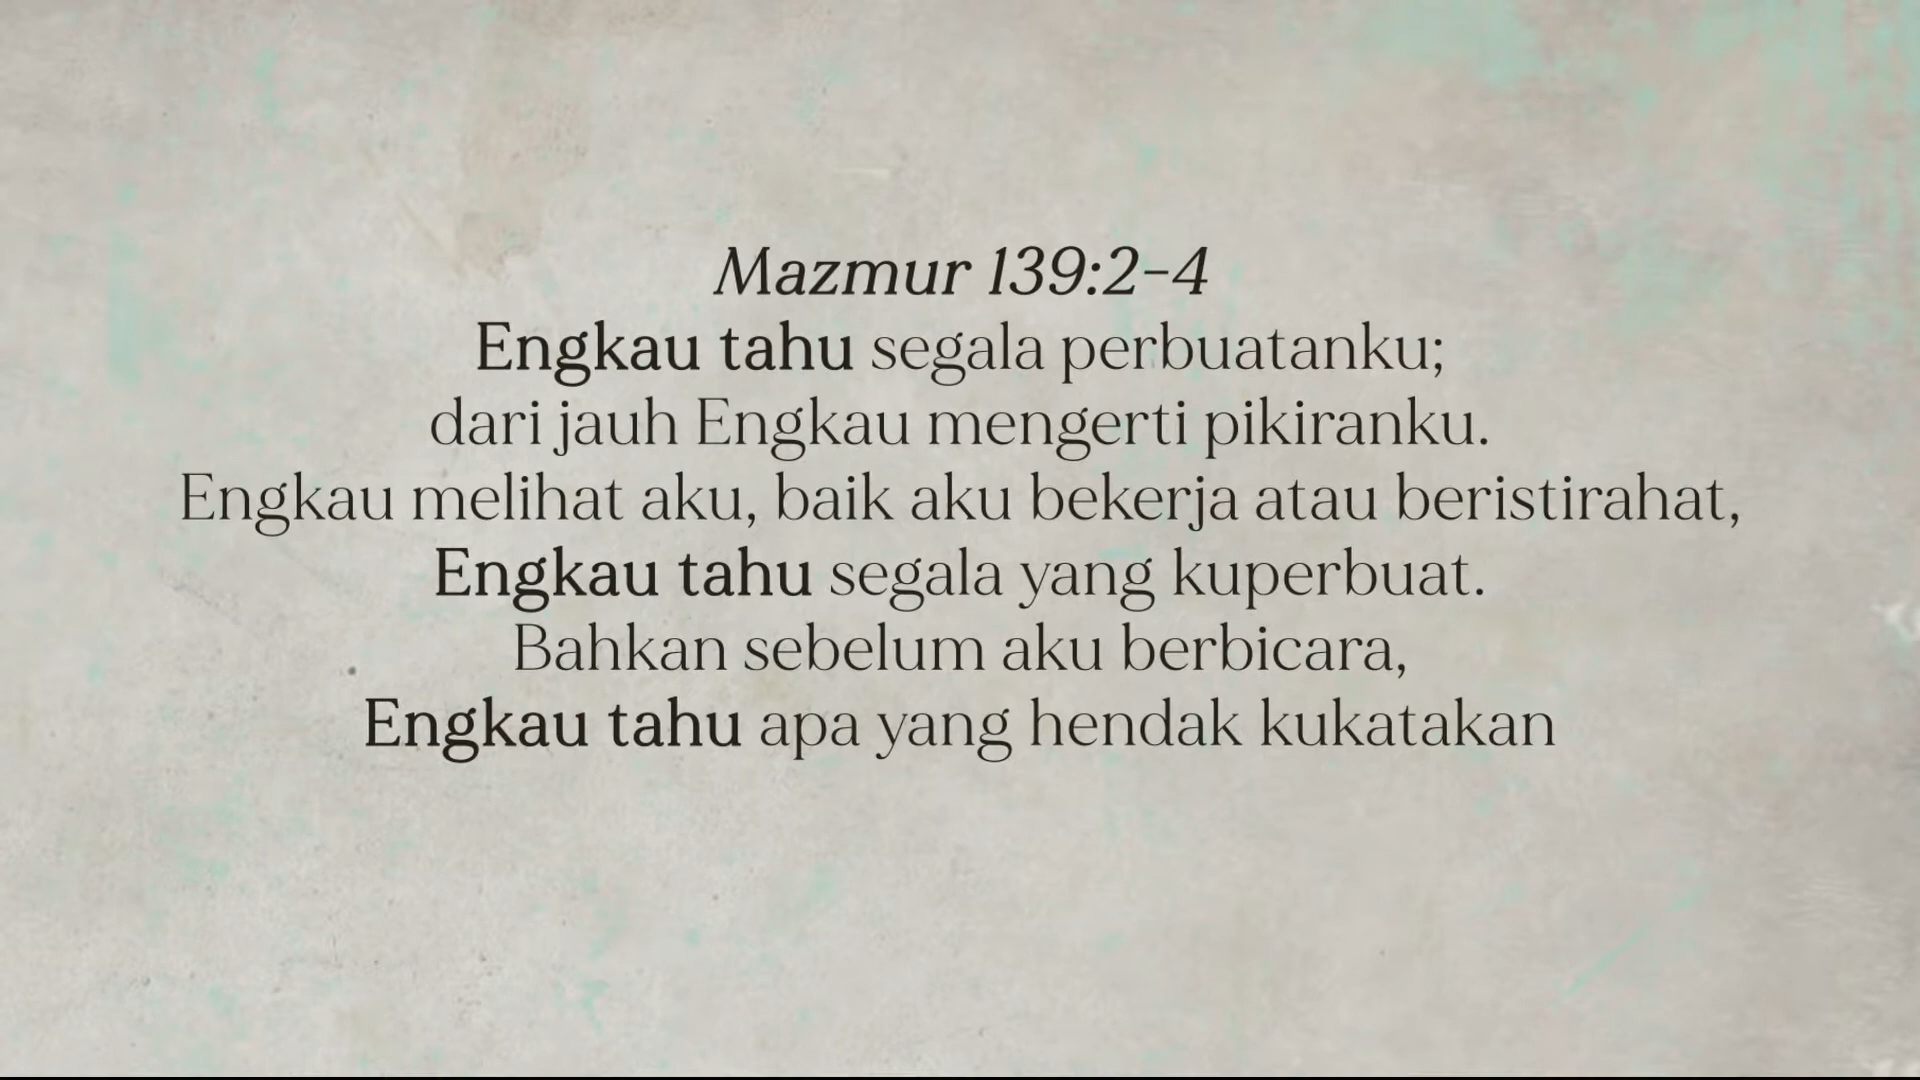 Mazmur 139:2-4
Engkau tahu segala perbuatanku;
dari jauh Engkau mengerti pikiranku.
Engkau melihat aku, baik aku bekerja atau beristirahat,
Engkau tahu segala yang kuperbuat.
Bahkan sebelum aku berbicara,
Engkau tahu apa yang hendak kukatakan